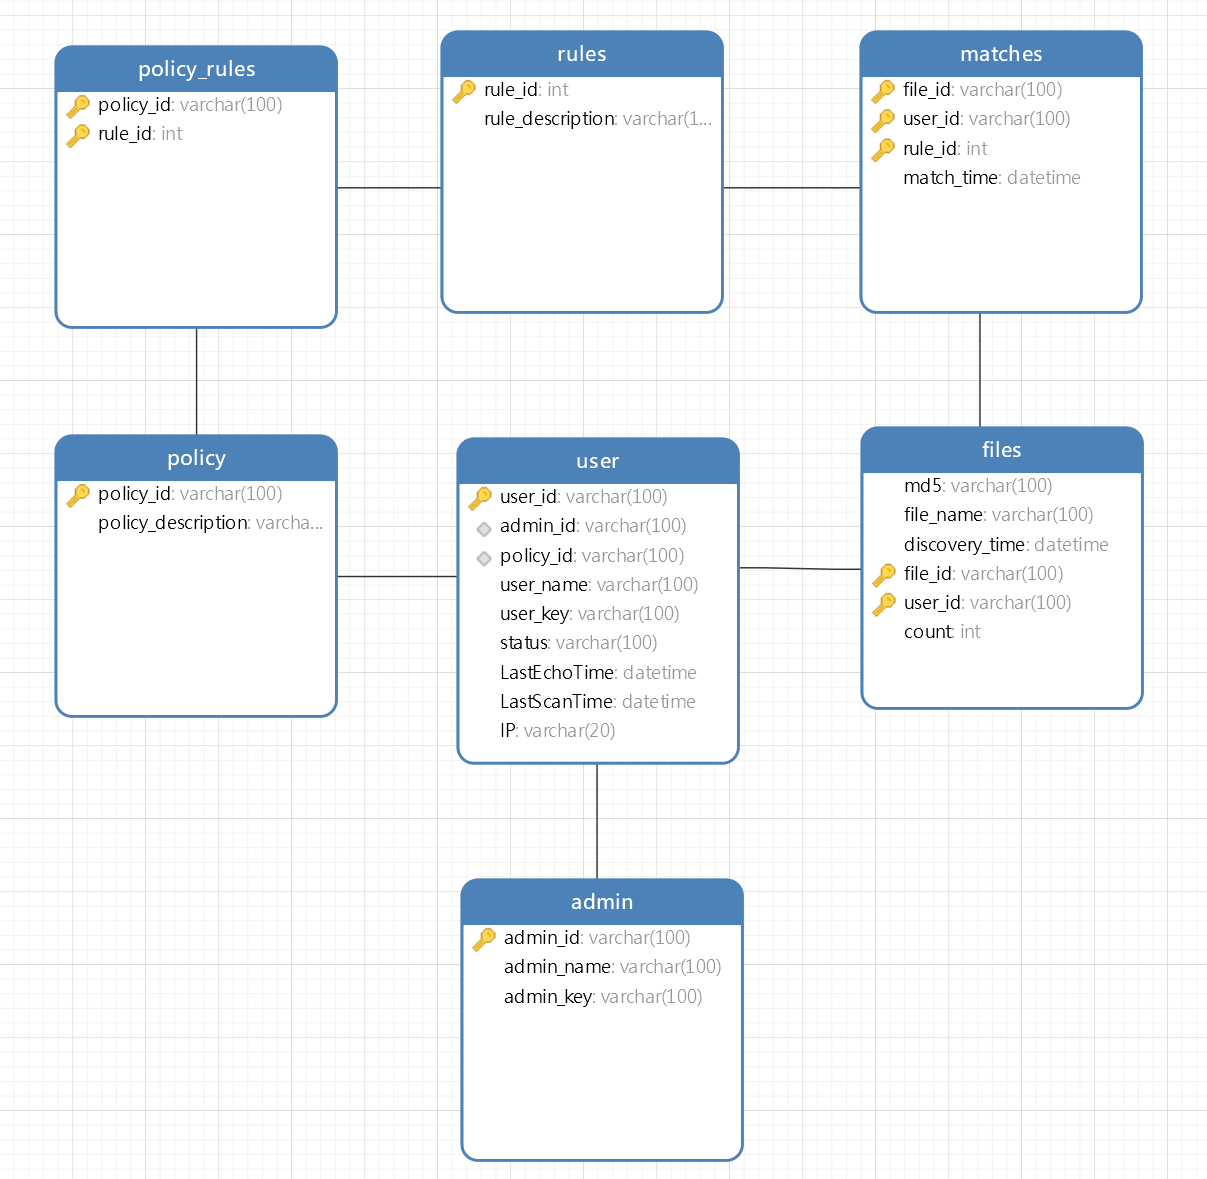 policy_rules
policy_id: varchar(100)
rule_id: int
rules
rule_id: int
rule_description: varchar(1...
matches
file_id: varchar(100)
user_id: varchar(100)
rule_id: int
match_time: datetime
policy
policy_id: varchar(100)
policy_description: varcha...
user
user_id: varchar(100)
admin_id: varchar(100)
policy_id: varchar(100)
user_name: varchar(100)
user_key: varchar(100)
status: varchar(100)
LastEchoTime: datetime
LastScanTime: datetime
IP: varchar(20)
files
md5: varchar(100)
file_name: varchar(100)
discovery_time: datetime
file_id: varchar(100)
user_id: varchar(100)
count: int
admin
admin_id: varchar(100)
admin_name: varchar(100)
admin_key: varchar(100)